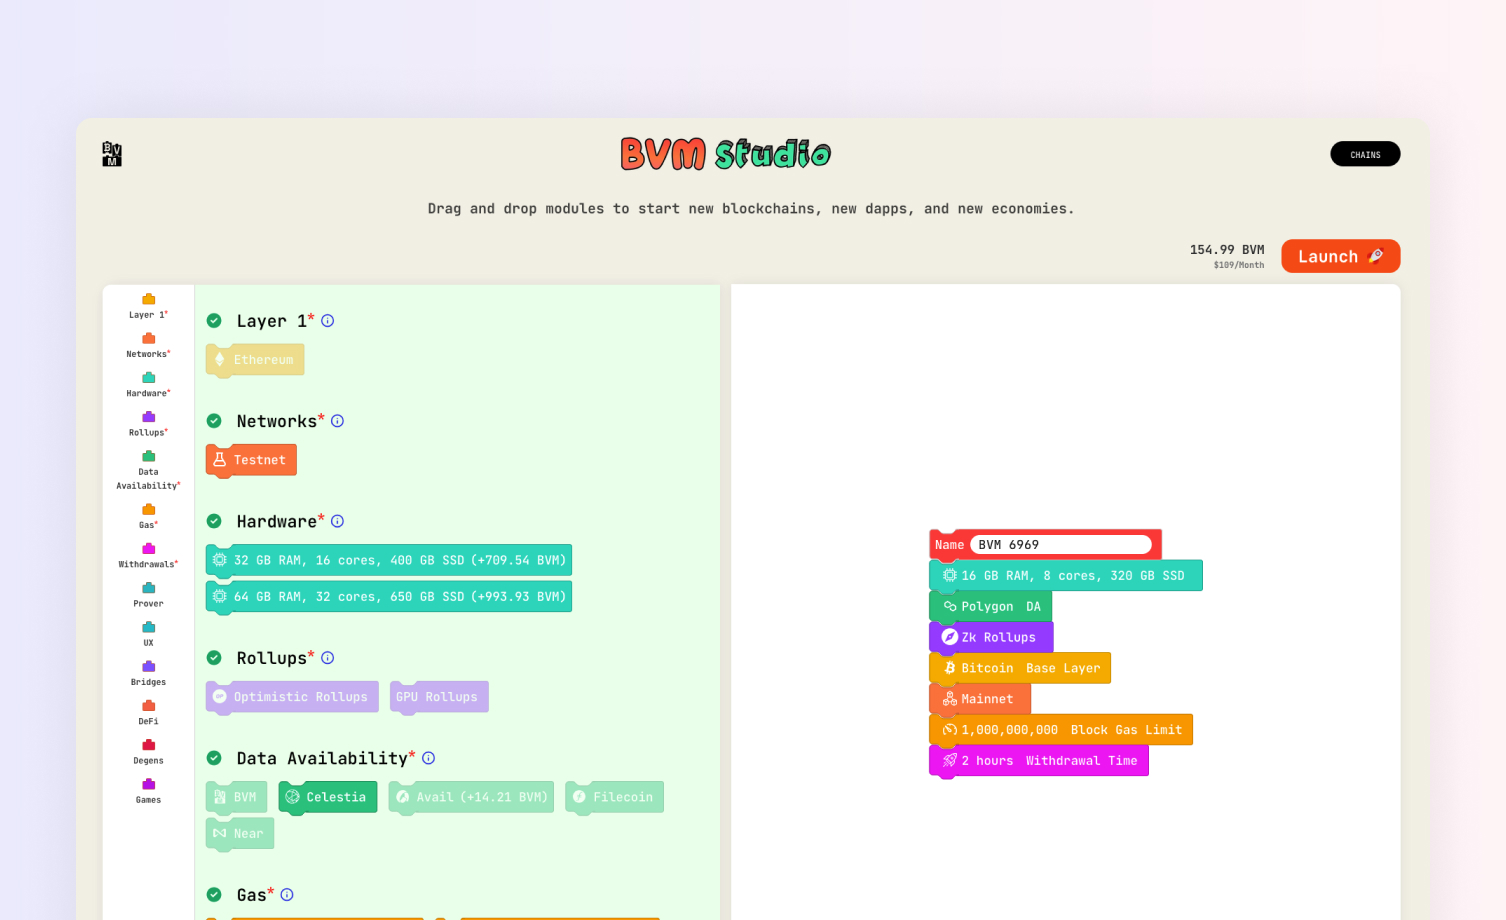 BVM
BVM Studio
CHAINS
Drag and drop modules to start new blockchains, new dapps, and new economies.
154.99 BVM
$109/Month
Launch 🚀
Layer 1*
Networks*
Hardware*
Rollups*
Data
Availability*
Gas*
Withdrawals*
Prover
UX
Bridges
DeFi
Degens
Games
Layer 1*
Ethereum
Networks*
Testnet
Hardware*
32 GB RAM, 16 cores, 400 GB SSD (+709.54 BVM)
64 GB RAM, 32 cores, 650 GB SSD (+993.93 BVM)
Rollups*
OP Optimistic Rollups GPU Rollups
Data Availability*
BVM Celestia Avail (+14.21 BVM) Filecoin
Near
Gas*
Name BVM 6969
16 GB RAM, 8 cores, 320 GB SSD
Polygon DA
Zk Rollups
Bitcoin Base Layer
Mainnet
1,000,000,000 Block Gas Limit
2 hours Withdrawal Time